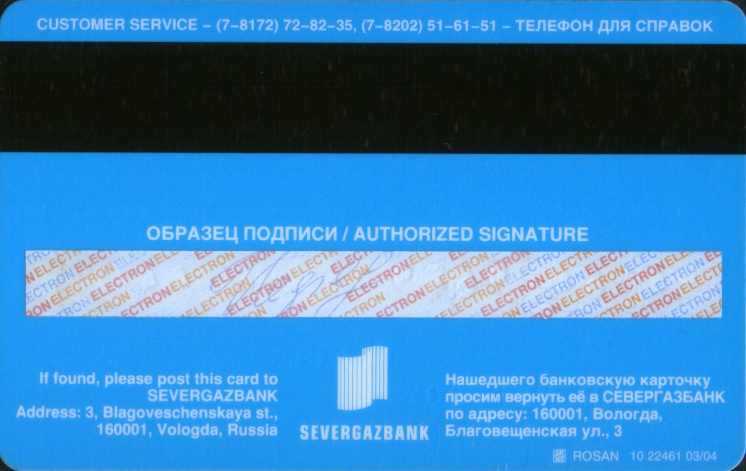 CUSTOMER SERVICE – (7–8172) 72–82–35, (7–8202) 51–61–51 – ТЕЛЕФОН ДЛЯ СПРАВОК
ОБРАЗЕЦ ПОДПИСИ / AUTHORIZED SIGNATURE
ELECTRON ELECTRON ELECTRON ELECTRON ELECTRON
If found, please post this card to
SEVERGAZBANK
Address: 3, Blagoveschenskaya st.,
160001, Vologda, Russia
SEVERGAZBANK
Нашедшего банковскую карточку
просим вернуть её в СЕВЕРГАЗБАНК
по адресу: 160001, Вологда,
Благовещенская ул., 3
ROSAN 10 22461 03/04